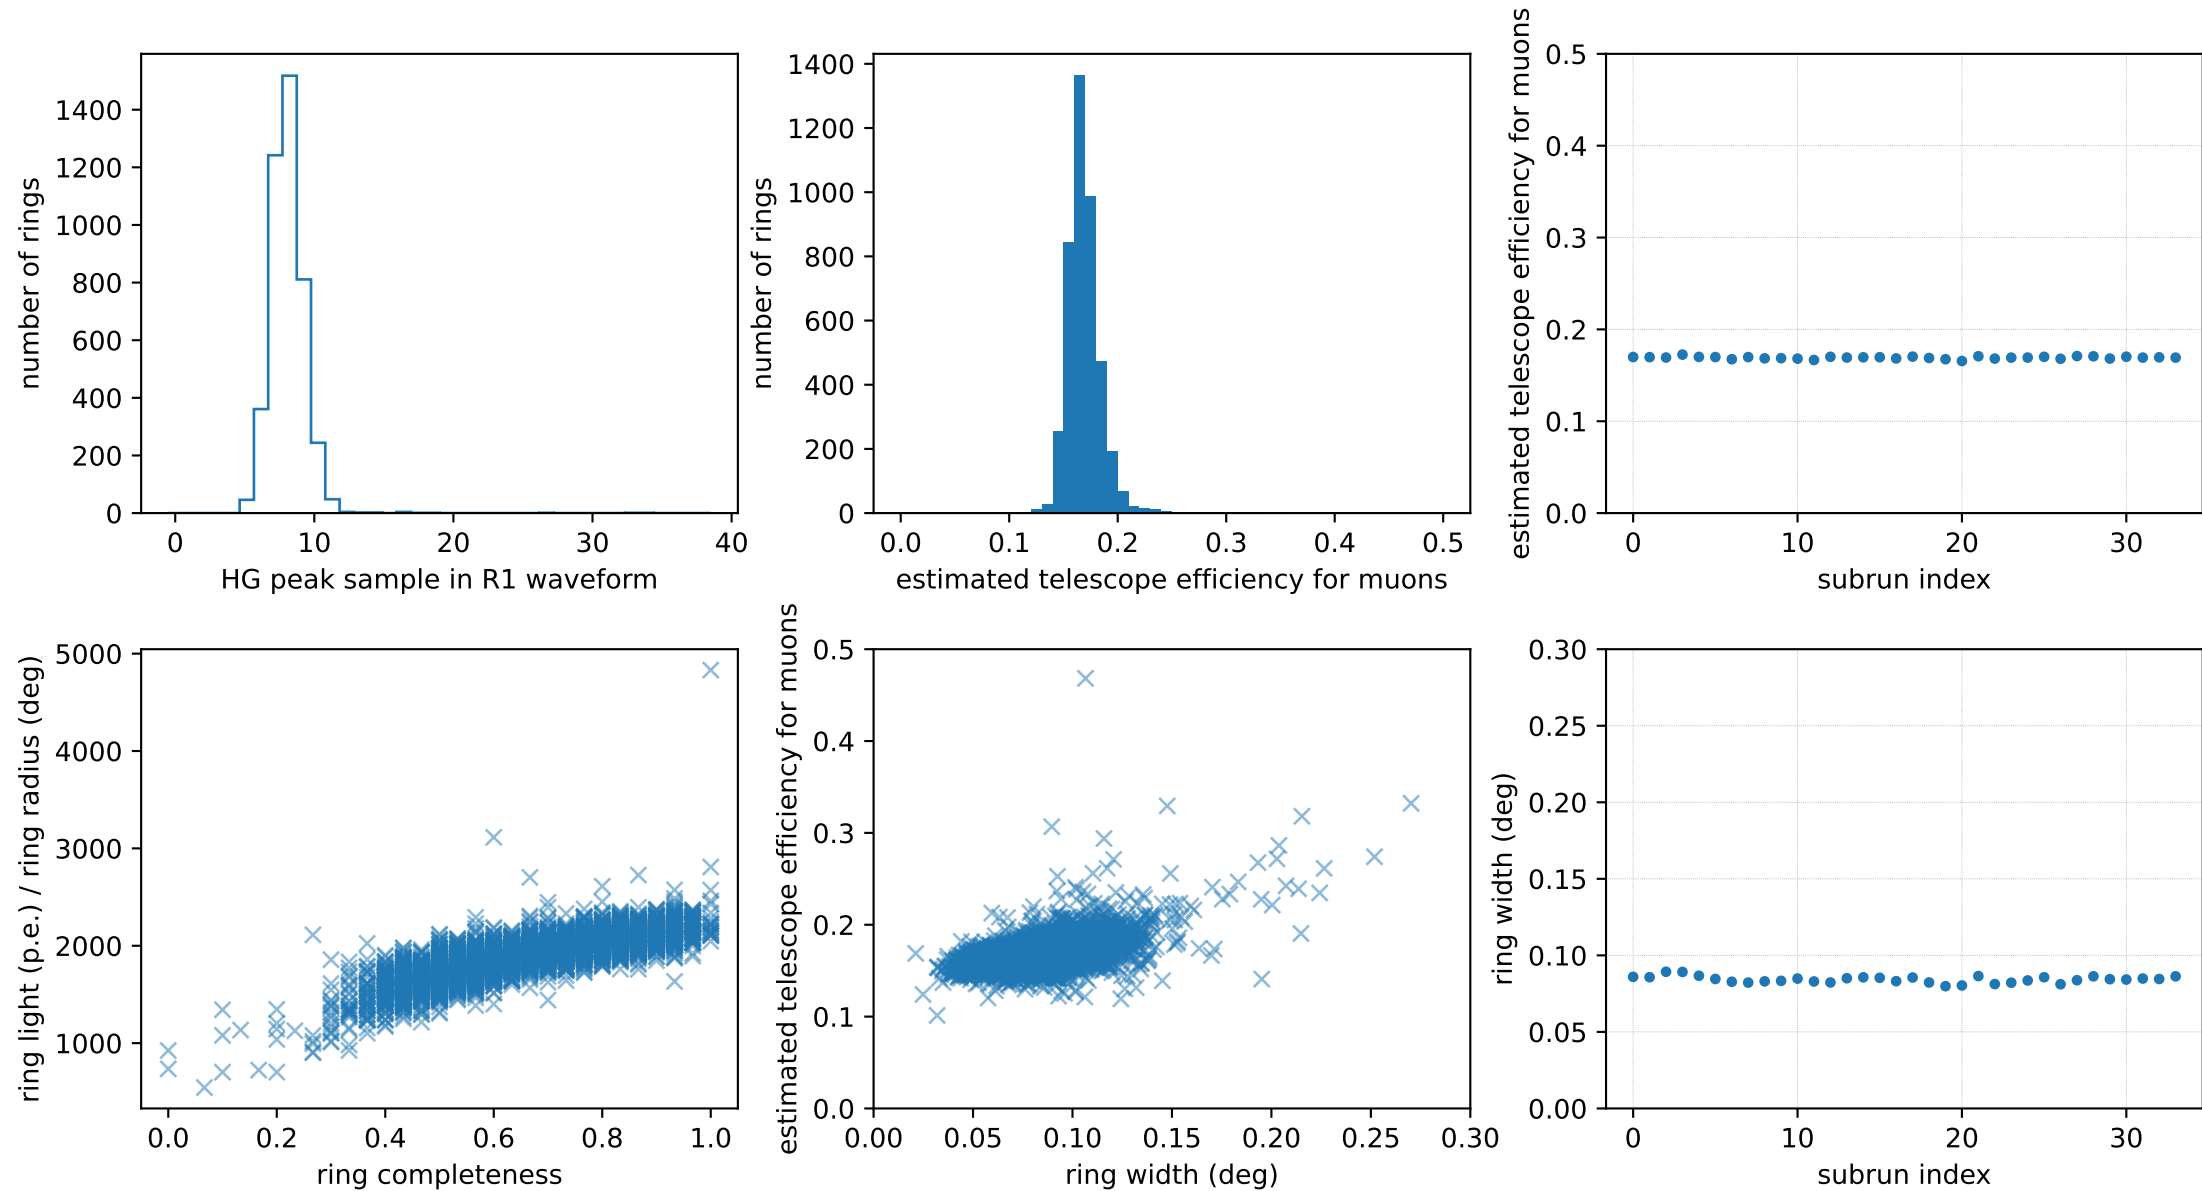 number of rings
1400
1200
1000
800
600
400
200
0
0 10 20 30 40
HG peak sample in R1 waveform
number of rings
1400
1200
1000
800
600
400
200
0
0.0 0.1 0.2 0.3 0.4 0.5
estimated telescope efficiency for muons
estimated telescope efficiency for muons
0.5
0.4
0.3
0.2
0.1
0.0
0 10 20 30
subrun index
ring light (p.e.) / ring radius (deg)
5000
4000
3000
2000
1000
0.0 0.2 0.4 0.6 0.8 1.0
ring completeness
estimated telescope efficiency for muons
0.5
0.4
0.3
0.2
0.1
0.0
0.00 0.05 0.10 0.15 0.20 0.25 0.30
ring width (deg)
ring width (deg)
0.30
0.25
0.20
0.15
0.10
0.05
0.00
0 10 20 30
subrun index